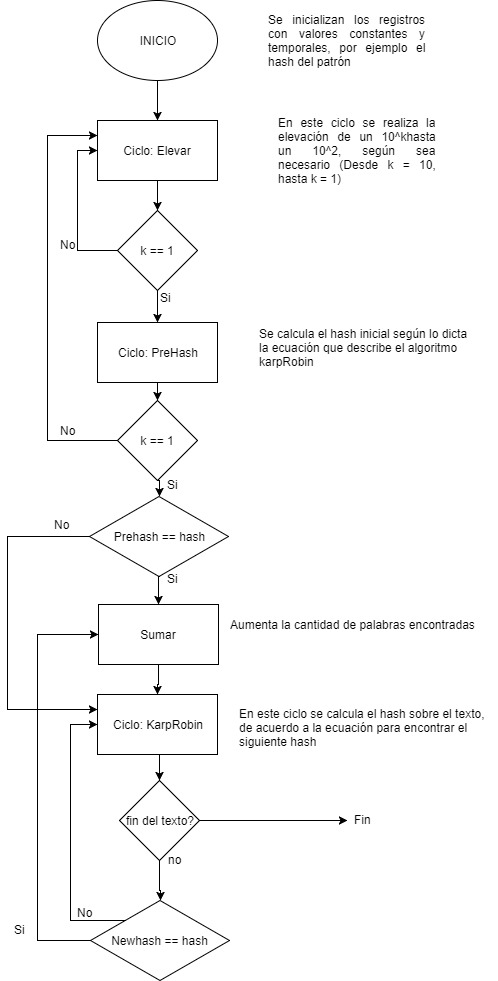 INICIO
Se inicializan los registros
con valores constantes y
temporales, por ejemplo el
hash del patrón
Ciclo: Elevar
En este ciclo se realiza la
elevación de un 10^khasta
un 10^2, según sea
necesario (Desde k = 10,
hasta k = 1)
k == 1
No
Si
Ciclo: PreHash
Se calcula el hash inicial según lo dicta
la ecuación que describe el algoritmo
karpRobin
k == 1
No
Si
Prehash == hash
No
Si
Sumar
Aumenta la cantidad de palabras encontradas
Ciclo: KarpRobin
En este ciclo se calcula el hash sobre el texto,
de acuerdo a la ecuación para encontrar el
siguiente hash
fin del texto?
Fin
no
Newhash == hash
No
Si